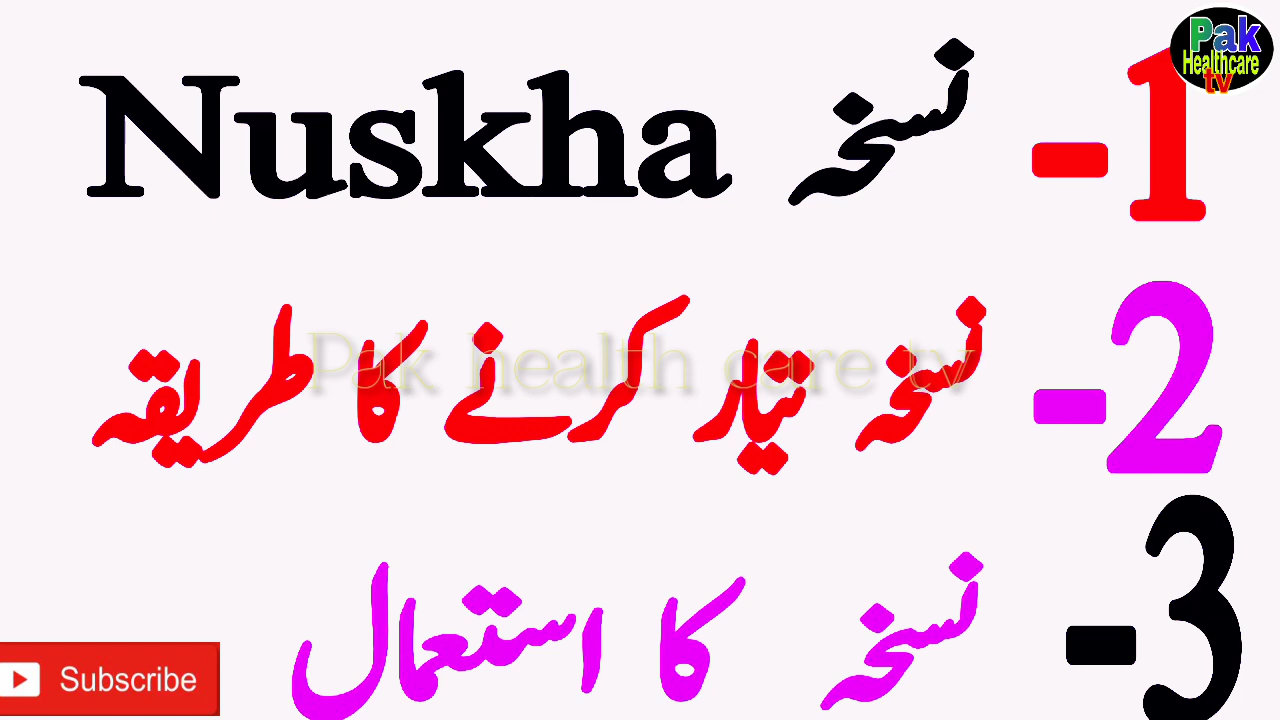 Pak
Healthcare
tv
1- نسخہ Nuskha
2- نسخہ تیار کرنے کا طریقہ
Pak health care tv
3- نسخہ کا استعمال
Subscribe